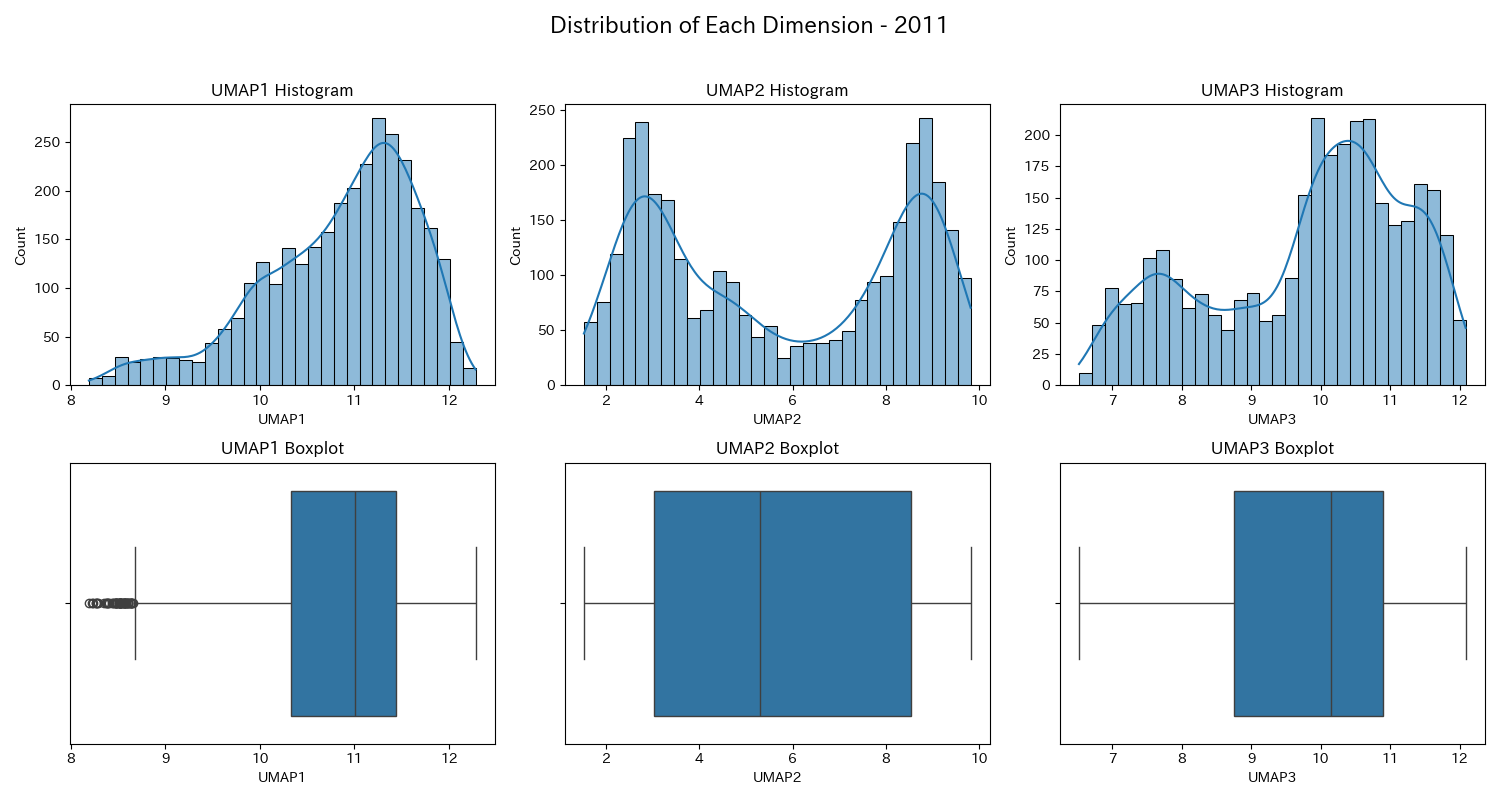 Distribution of Each Dimension - 2011
UMAP1 Histogram
250
200
150
100
50
0
Count
8 9 10 11 12
UMAP1
UMAP2 Histogram
250
200
150
100
50
0
Count
2 4 6 8 10
UMAP2
UMAP3 Histogram
200
175
150
125
100
75
50
25
0
Count
7 8 9 10 11 12
UMAP3
UMAP1 Boxplot
8 9 10 11 12
UMAP1
UMAP2 Boxplot
2 4 6 8 10
UMAP2
UMAP3 Boxplot
7 8 9 10 11 12
UMAP3